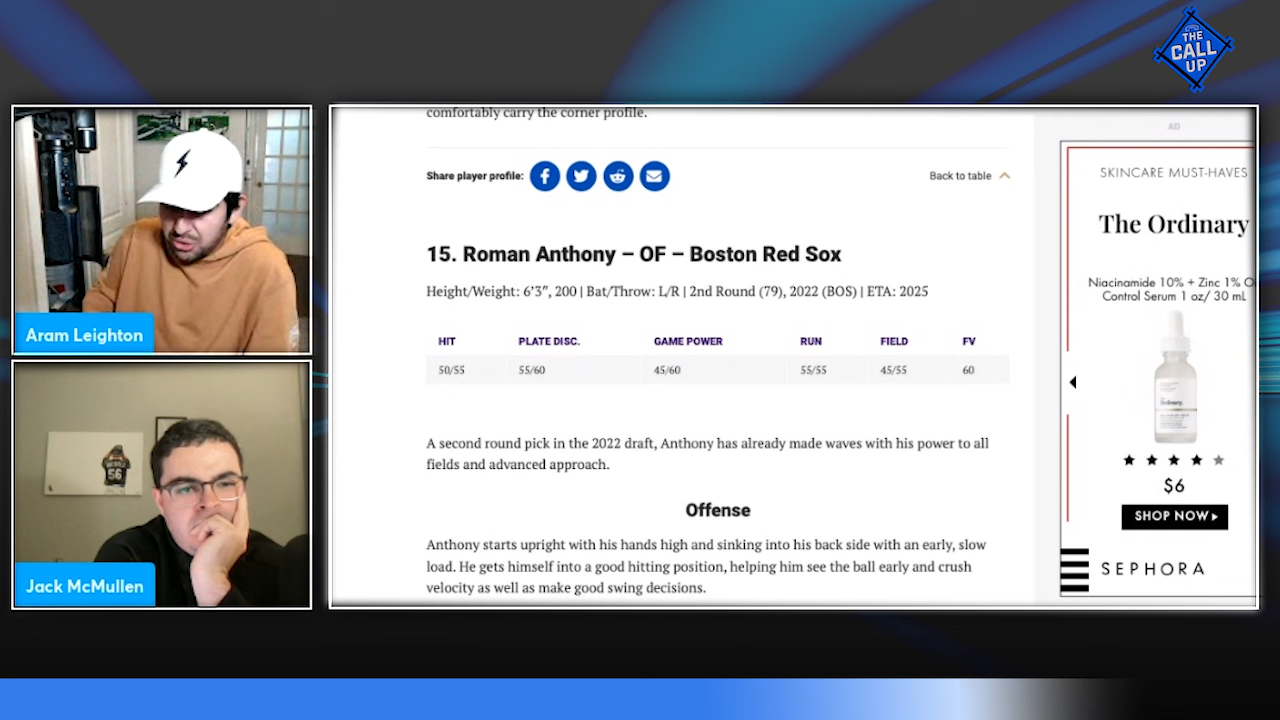 THE
CALL
UP
comfortably carry the corner profile.
AD
Share player profile:
Back to table
SKINCARE MUST-HAVES
The Ordinary
15. Roman Anthony – OF – Boston Red Sox
Height/Weight: 6'3", 200 | Bat/Throw: L/R | 2nd Round (79), 2022 (BOS) | ETA: 2025
Niacinamide 10% + Zinc 1% O
Control Serum 1 oz/ 30 mL
HIT PLATE DISC. GAME POWER RUN FIELD FV
50/55 55/60 45/60 55/55 45/55 60
Aram Leighton
Ordinary.
A second round pick in the 2022 draft, Anthony has already made waves with his power to all
fields and advanced approach.
56
$6
SHOP NOW
Offense
Anthony starts upright with his hands high and sinking into his back side with an early, slow
load. He gets himself into a good hitting position, helping him see the ball early and crush
velocity as well as make good swing decisions.
SEPHORA
Jack McMullen